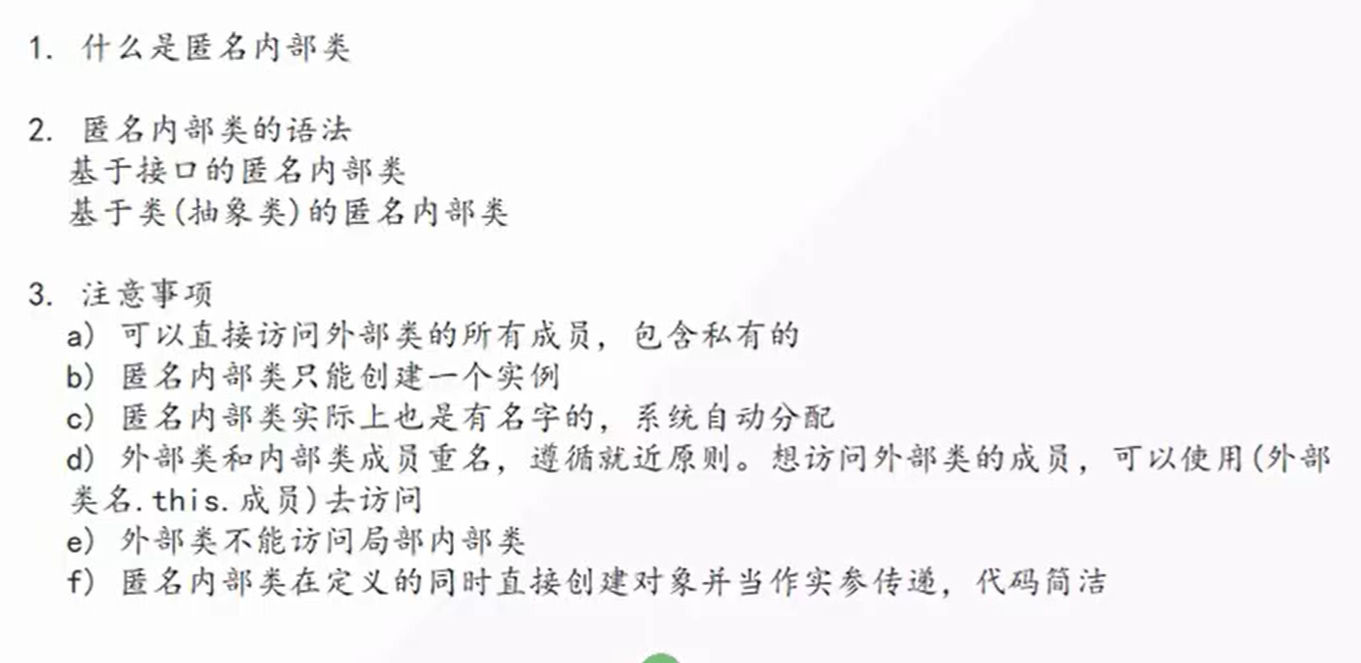 1. 什么是匿名内部类
2. 匿名内部类的语法
基于接口的匿名内部类
基于类(抽象类)的匿名内部类
3. 注意事项
a) 可以直接访问外部类的所有成员，包含私有的
b) 匿名内部类只能创建一个实例
c) 匿名内部类实际上也是有名字的，系统自动分配
d) 外部类和内部类成员重名，遵循就近原则。想访问外部类的成员，可以使用(外部
类名.this.成员)去访问
e) 外部类不能访问局部内部类
f) 匿名内部类在定义的同时直接创建对象并当作实参传递，代码简洁